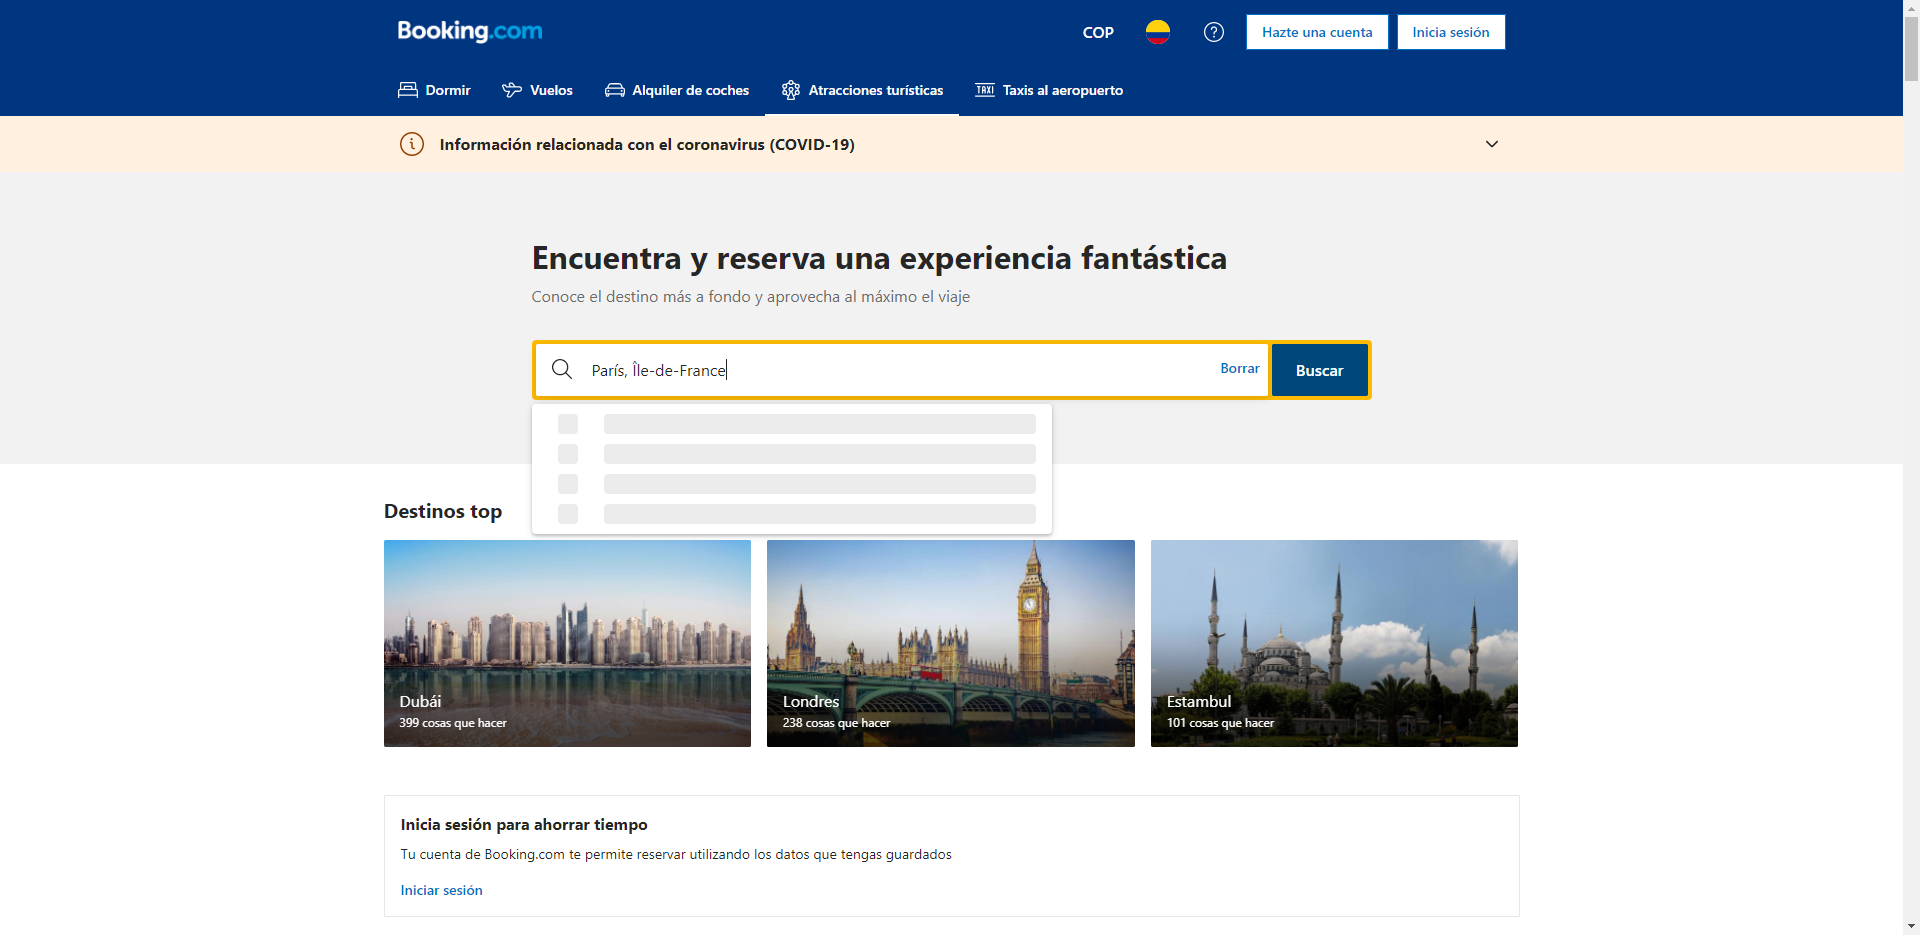 Booking.com
COP
Hazte una cuenta
Inicia sesión
Dormir
Vuelos
Alquiler de coches
Atracciones turísticas
TAXI
Taxis al aeropuerto
Información relacionada con el coronavirus (COVID-19)
Encuentra y reserva una experiencia fantástica
Conoce el destino más a fondo y aprovecha al máximo el viaje
París, Île-de-France
Borrar
Buscar
Destinos top
Dubái
399 cosas que hacer
Londres
238 cosas que hacer
Estambul
101 cosas que hacer
Inicia sesión para ahorrar tiempo
Tu cuenta de Booking.com te permite reservar utilizando los datos que tengas guardados
Iniciar sesión